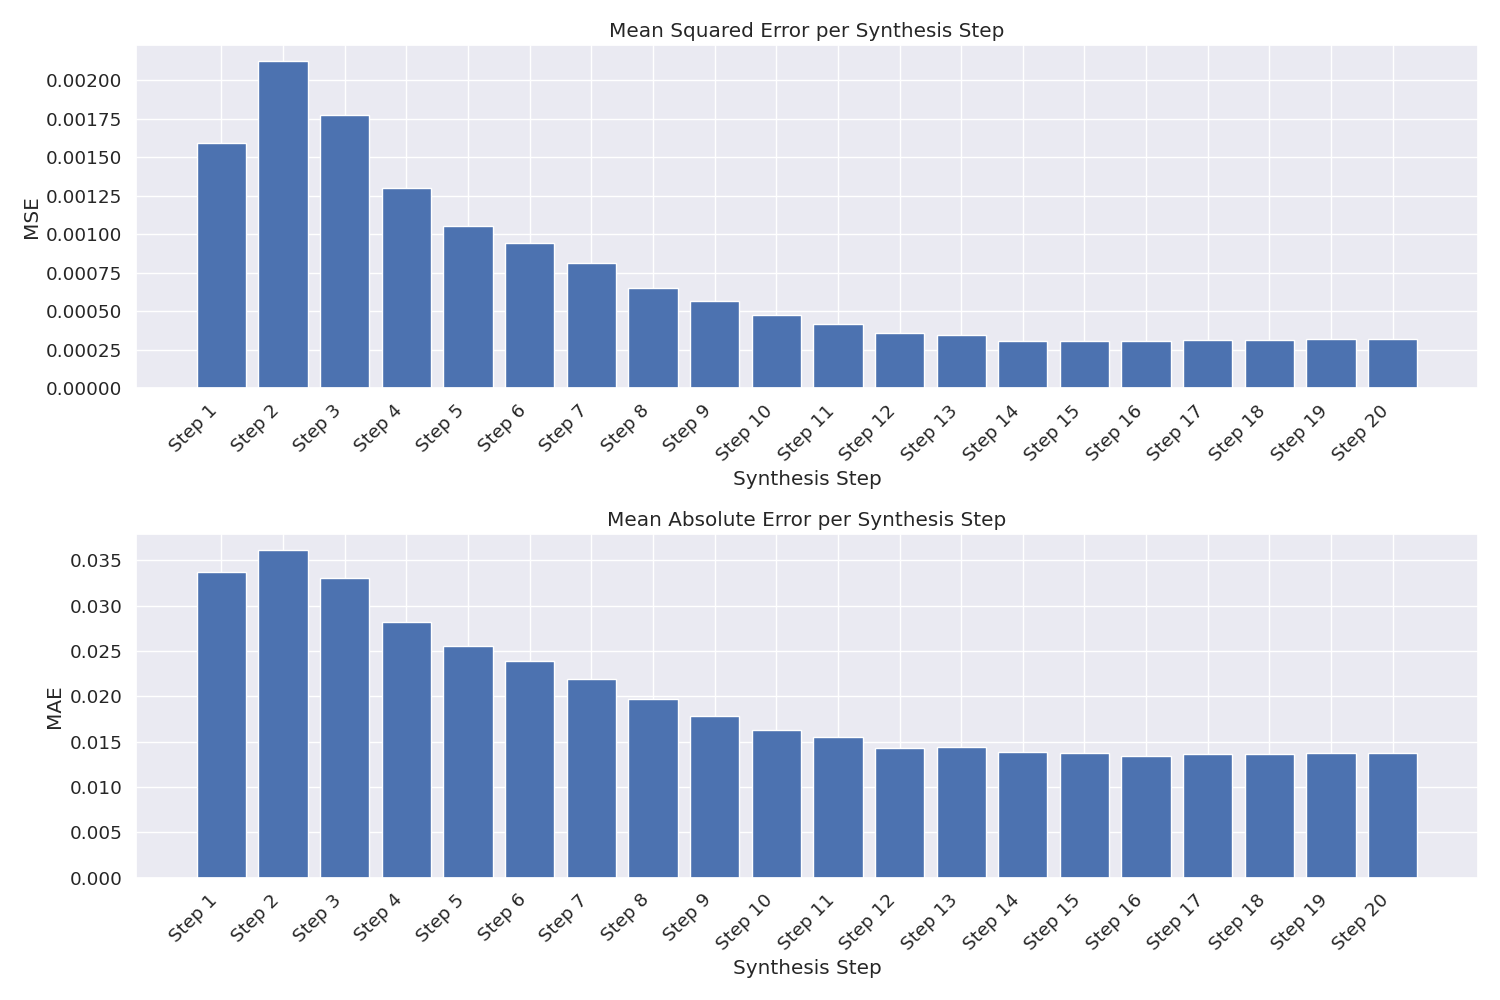 Mean Squared Error per Synthesis Step
MSE
0.00200
0.00175
0.00150
0.00125
0.00100
0.00075
0.00050
0.00025
0.00000
Step 1
Step 2
Step 3
Step 4
Step 5
Step 6
Step 7
Step 8
Step 9
Step 10
Step 11
Step 12
Step 13
Step 14
Step 15
Step 16
Step 17
Step 18
Step 19
Step 20
Synthesis Step
Mean Absolute Error per Synthesis Step
MAE
0.035
0.030
0.025
0.020
0.015
0.010
0.005
0.000
Step 1
Step 2
Step 3
Step 4
Step 5
Step 6
Step 7
Step 8
Step 9
Step 10
Step 11
Step 12
Step 13
Step 14
Step 15
Step 16
Step 17
Step 18
Step 19
Step 20
Synthesis Step